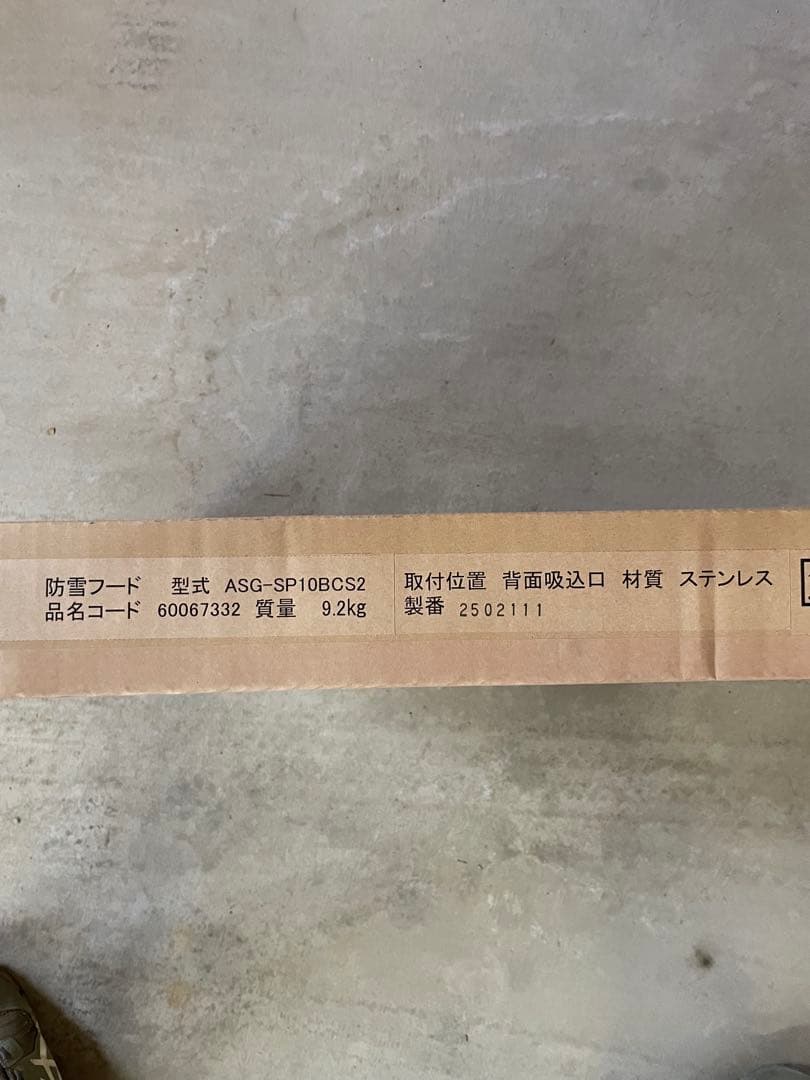 防雪フード 型式 ASG-SP10BCS2
品名コード 60067332 質量 9.2kg
取付位置 背面吸込口 材質 ステンレス
製番 2502111